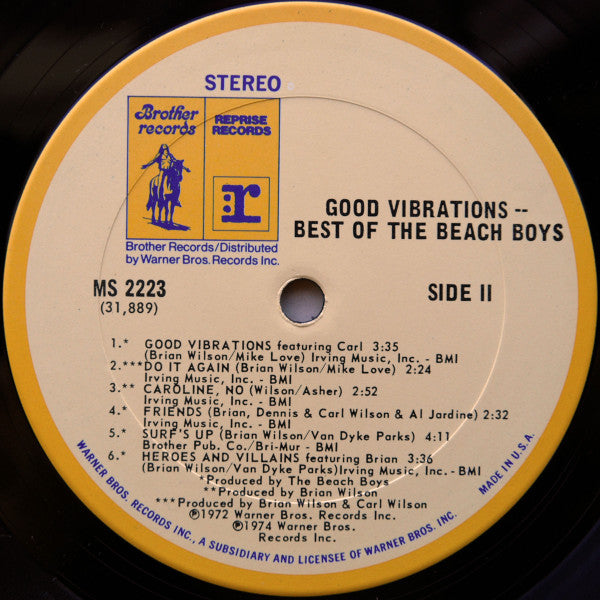 STEREO
Brother
records
REPRISE
RECORDS
:r
Brother Records/Distributed
by Warner Bros. Records Inc.
GOOD VIBRATIONS --
BEST OF THE BEACH BOYS
MS 2223
(31,889)
SIDE II
1.* GOOD VIBRATIONS featuring Carl 3:35
(Brian Wilson/Mike Love) Irving Music, Inc. - BMI
2.***DO IT AGAIN (Brian Wilson/Mike Love) 2:24
Irving Music, Inc. - BMI
3.** CAROLINE, NO (Wilson/Asher) 2:52
Irving Music, Inc. - BMI
4.* FRIENDS (Brian, Dennis & Carl Wilson & Al Jardine) 2:32
Irving Music, Inc. - BMI
5.* SURF'S UP (Brian Wilson/Van Dyke Parks) 4:11
Brother Pub. Co./Bri-Mur - BMI
6.* HEROES AND VILLAINS featuring Brian 3:36
(Brian Wilson/Van Dyke Parks)Irving Music, Inc. - BMI
*Produced by The Beach Boys
**Produced by Brian Wilson
***Produced by Brian Wilson & Carl Wilson
℗1972 Warner Bros. Records Inc.
℗1974 Warner Bros.
Records Inc.
WARNER BROS. RECORDS INC., A SUBSIDIARY AND LICENSEE OF WARNER BROS. INC.
MADE IN U.S.A.